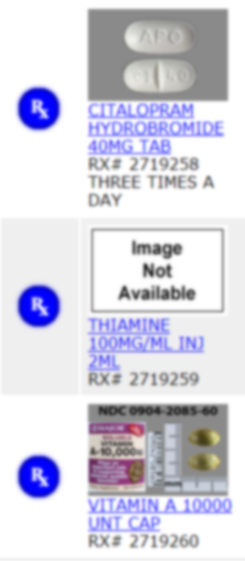 Rx
APO
CI 40
CITALOPRAM
HYDROBROMIDE
40MG TAB
RX# 2719258
THREE TIMES A
DAY
Rx
Image
Not
Available
THIAMINE
100MG/ML INJ
2ML
RX# 2719259
Rx
NDC 0904-2085-60
MAJOR
VITAMIN
A-10,000
VITAMIN A 10000
UNT CAP
RX# 2719260